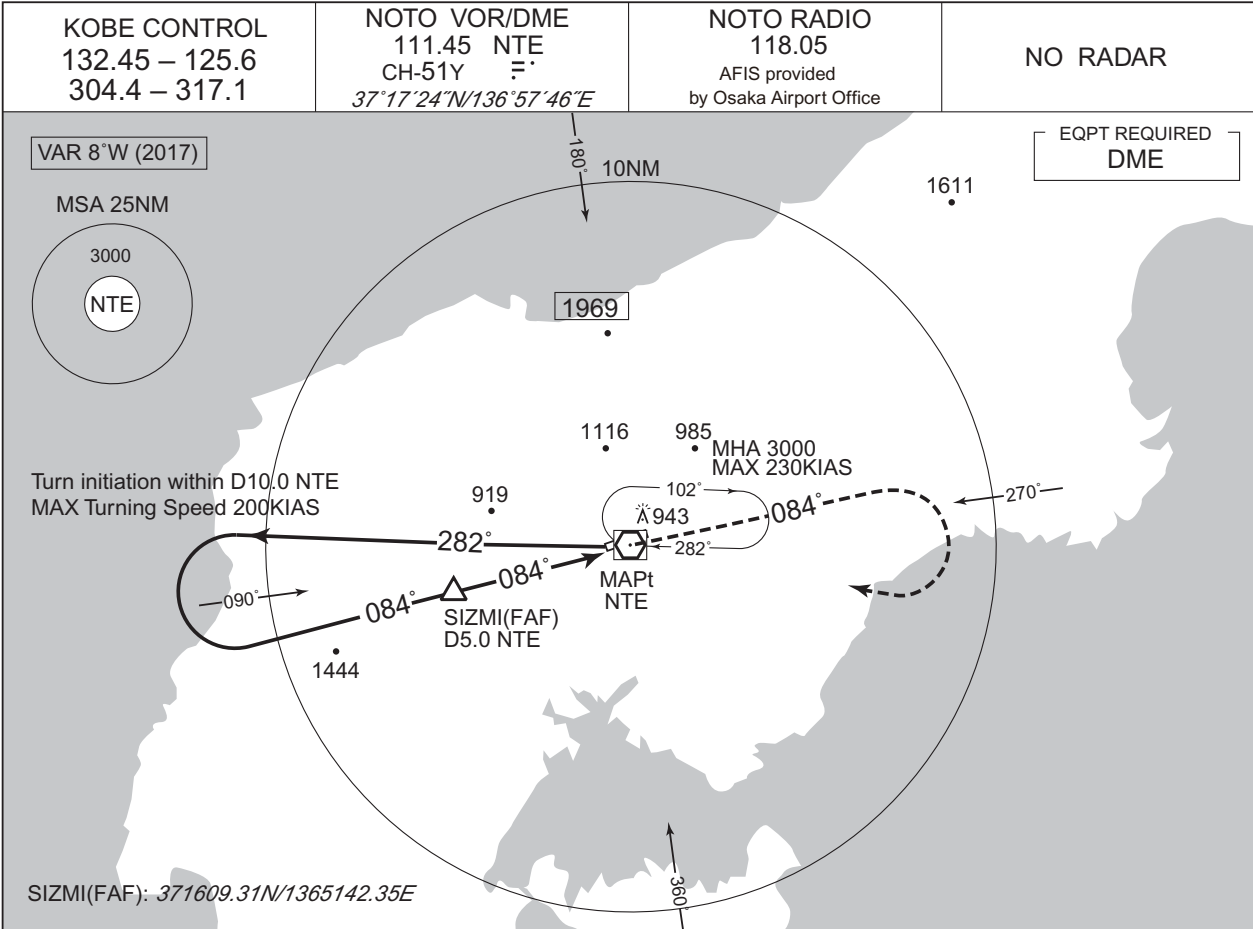 KOBE CONTROL
132.45 – 125.6
304.4 – 317.1
NOTO VOR/DME
111.45 NTE
CH-51Y
37°17´24˝N/136°57´46˝E
NOTO RADIO
118.05
AFIS provided
by Osaka Airport Office
NO RADAR
VAR 8°W (2017)
EQPT REQUIRED
DME
180°
10NM
MSA 25NM
3000
NTE
1611
1969
1116
985
MHA 3000
MAX 230KIAS
Turn initiation within D10.0 NTE
MAX Turning Speed 200KIAS
919
102°
270°
943
084°
282°
282°
MAPt
NTE
084°
090°
084°
SIZMI(FAF)
D5.0 NTE
1444
360°
SIZMI(FAF): 371609.31N/1365142.35E